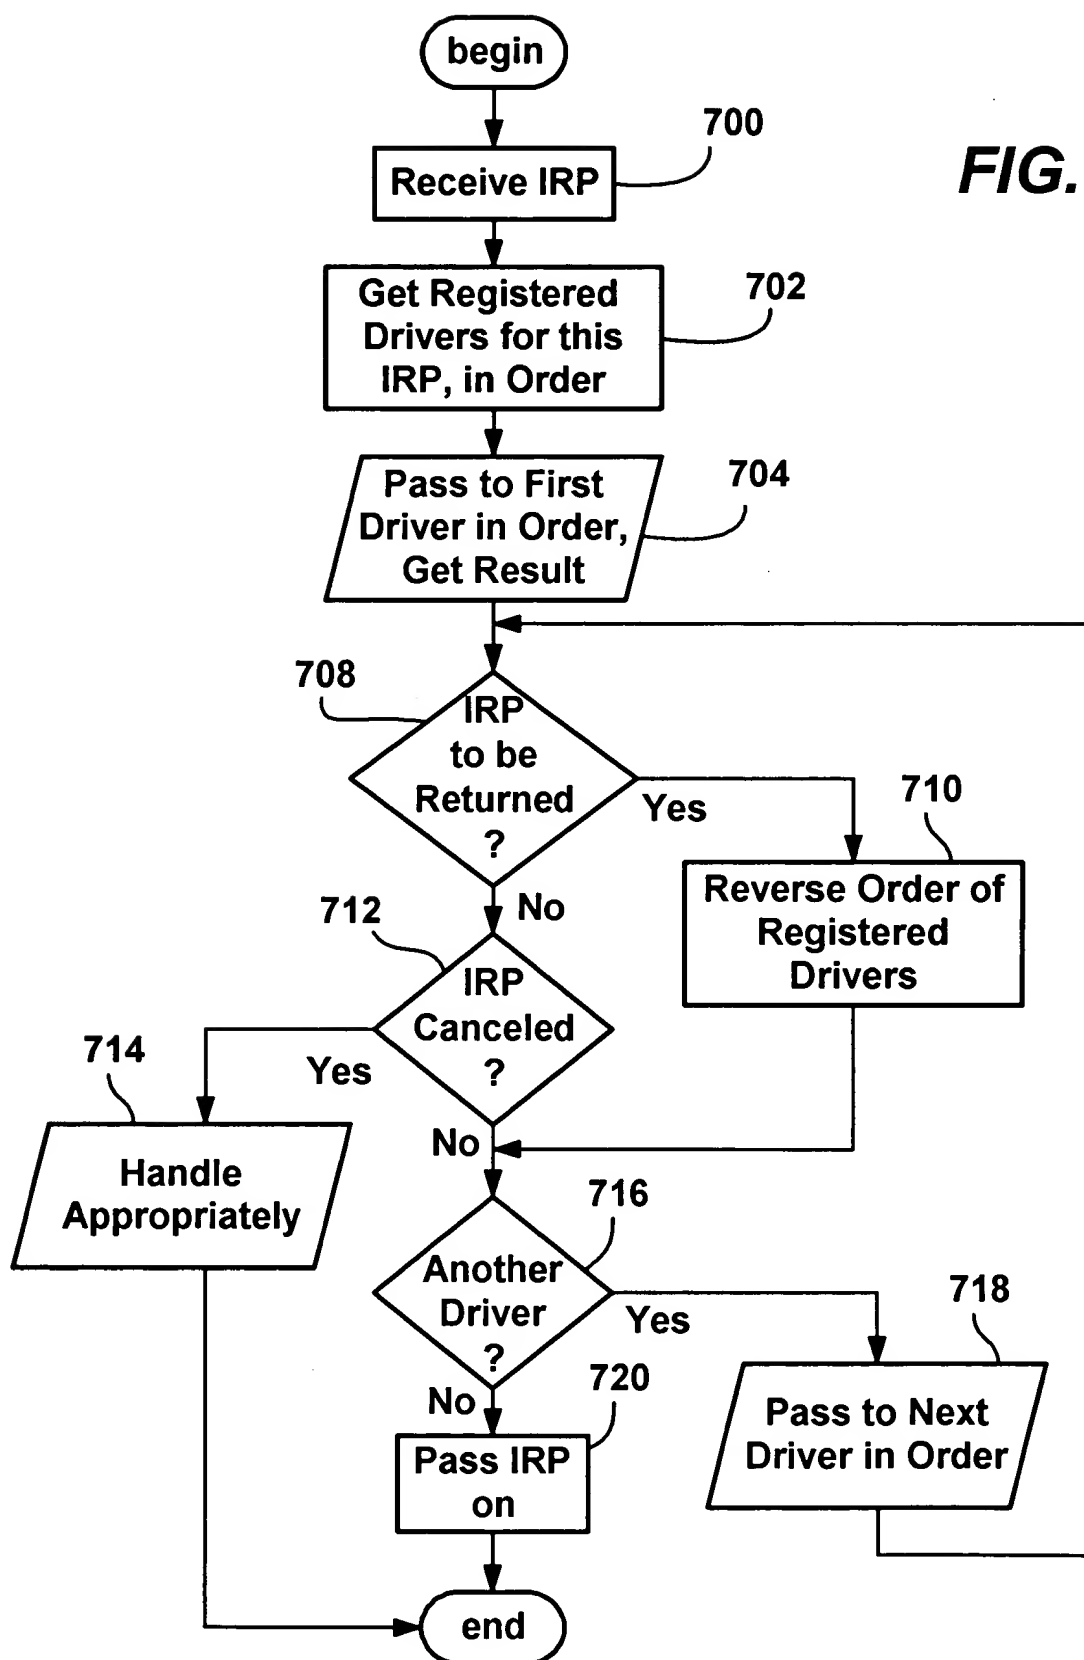 begin
700
Receive IRP
FIG.
702
Get Registered
Drivers for this
IRP, in Order
704
Pass to First
Driver in Order,
Get Result
708
IRP
to be
Returned
?
Yes
710
Reverse Order of
Registered
Drivers
No
712
IRP
Canceled
?
Yes
714
Handle
Appropriately
No
716
Another
Driver
?
Yes
718
Pass to Next
Driver in Order
No
720
Pass IRP
on
end